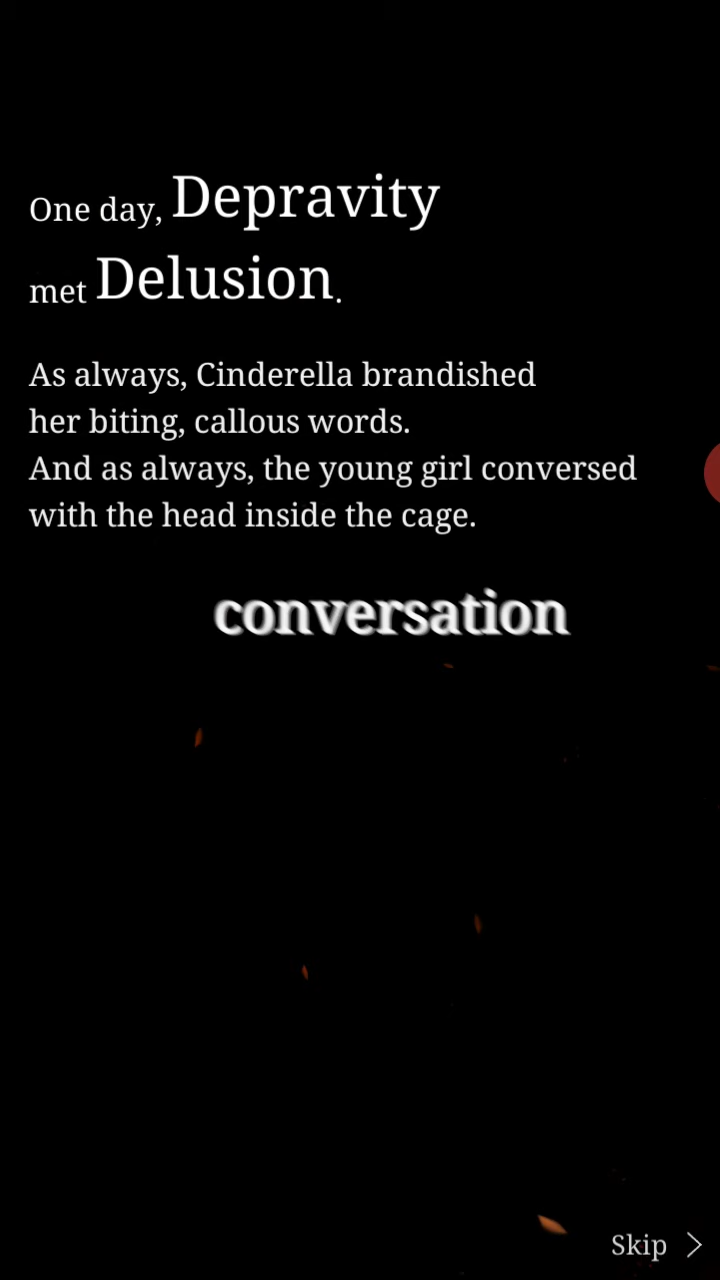 One day, Depravity
met Delusion.
As always, Cinderella brandished
her biting, callous words.
And as always, the young girl conversed
with the head inside the cage.
conversation
Skip